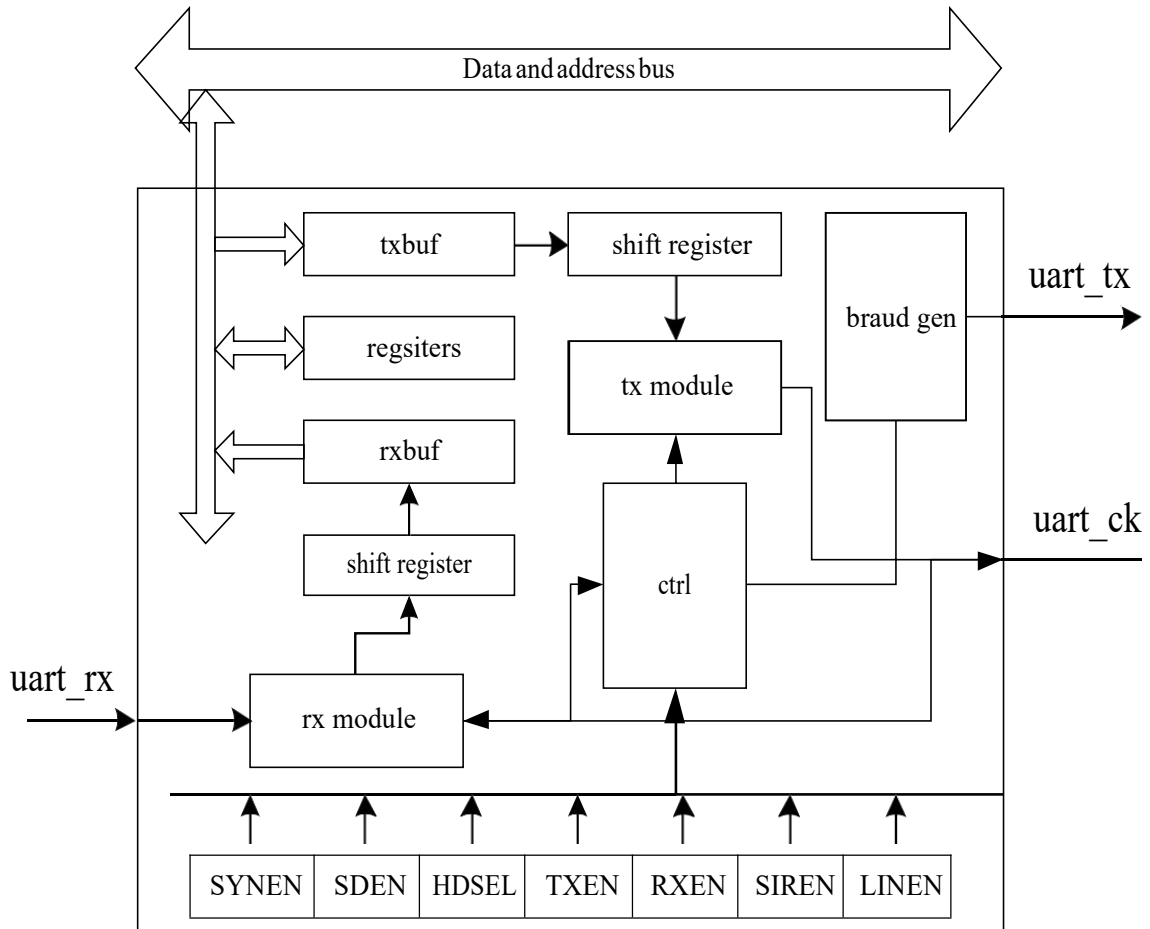 Data and address bus
txbuf
shift register
braud gen
uart_tx
regsiters
tx module
rxbuf
uart_ck
shift register
ctrl
uart_rx
rx module
SYNEN SDEN HDSEL TXEN RXEN SIREN LINEN